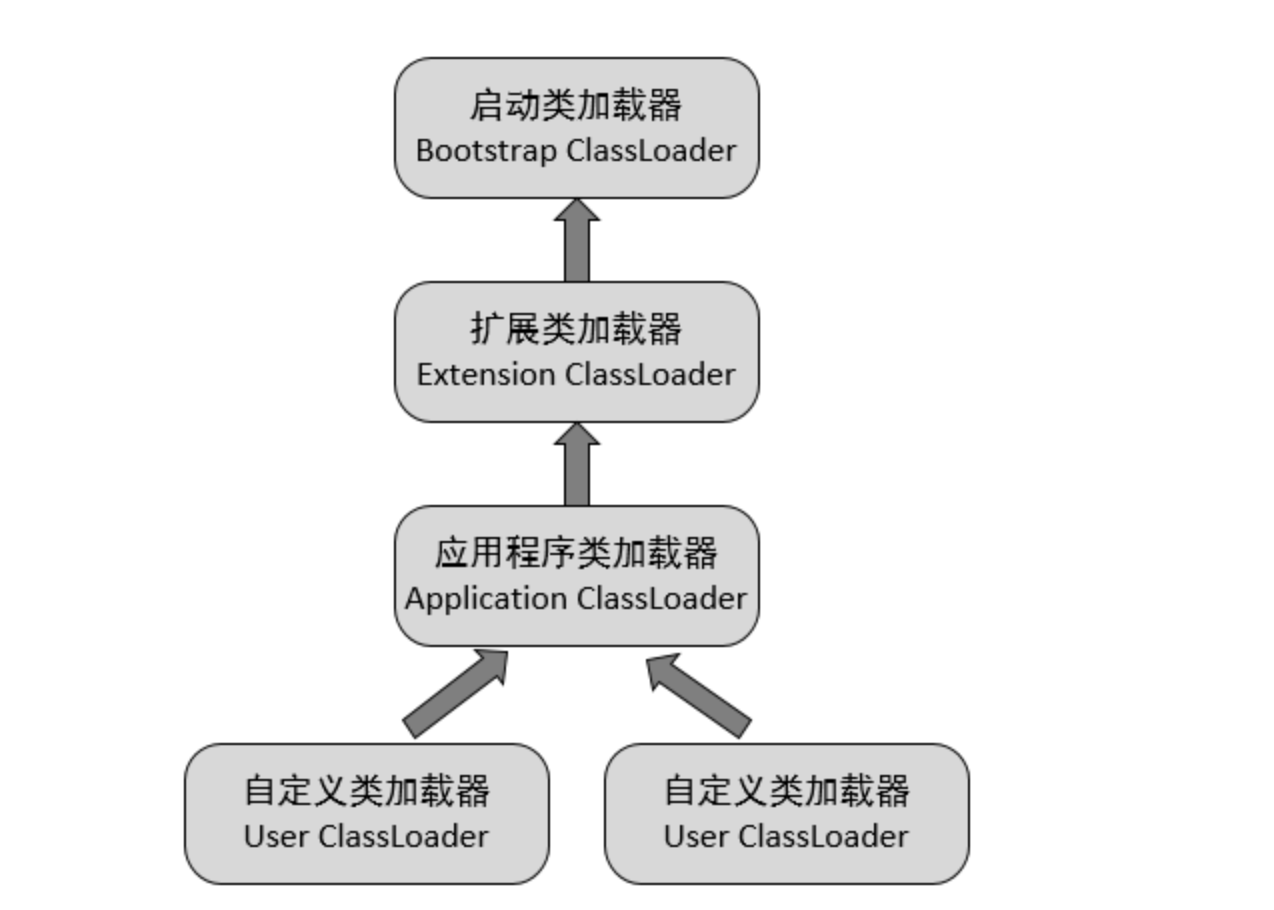 启动类加载器
Bootstrap ClassLoader
扩展类加载器
Extension ClassLoader
应用程序类加载器
Application ClassLoader
自定义类加载器
User ClassLoader
自定义类加载器
User ClassLoader